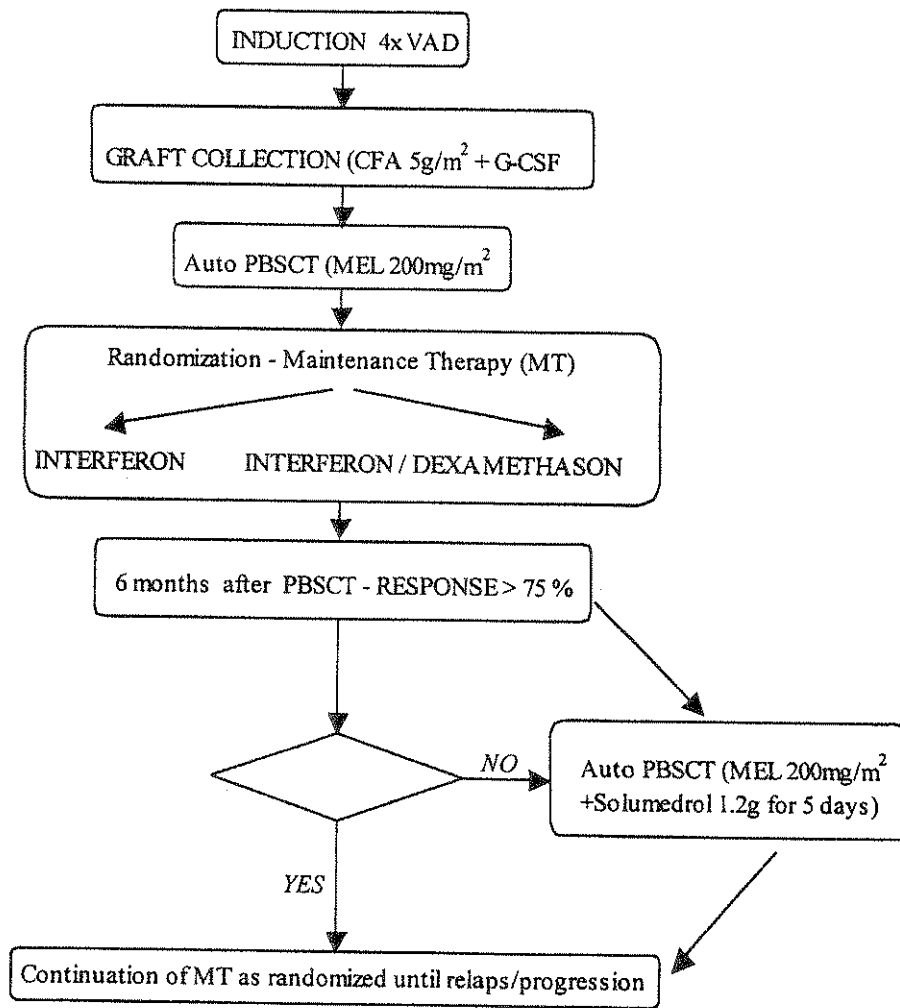 INDUCTION 4x VAD
GRAFT COLLECTION (CFA 5g/m² + G-CSF
Auto PBSCT (MEL 200mg/m²
Randomization - Maintenance Therapy (MT)
INTERFERON INTERFERON / DEXAMETHASON
6 months after PBSCT - RESPONSE > 75 %
NO
Auto PBSCT (MEL 200mg/m²
+Solumedrol 1.2g for 5 days)
YES
Continuation of MT as randomized until relaps/progression